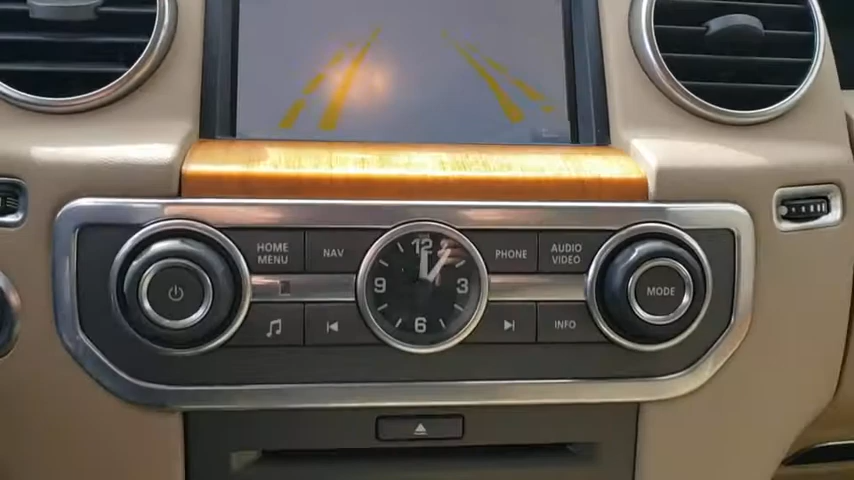 HOME
MENU
NAV
12
9
3
6
PHONE
AUDIO
VIDEO
MODE
INFO